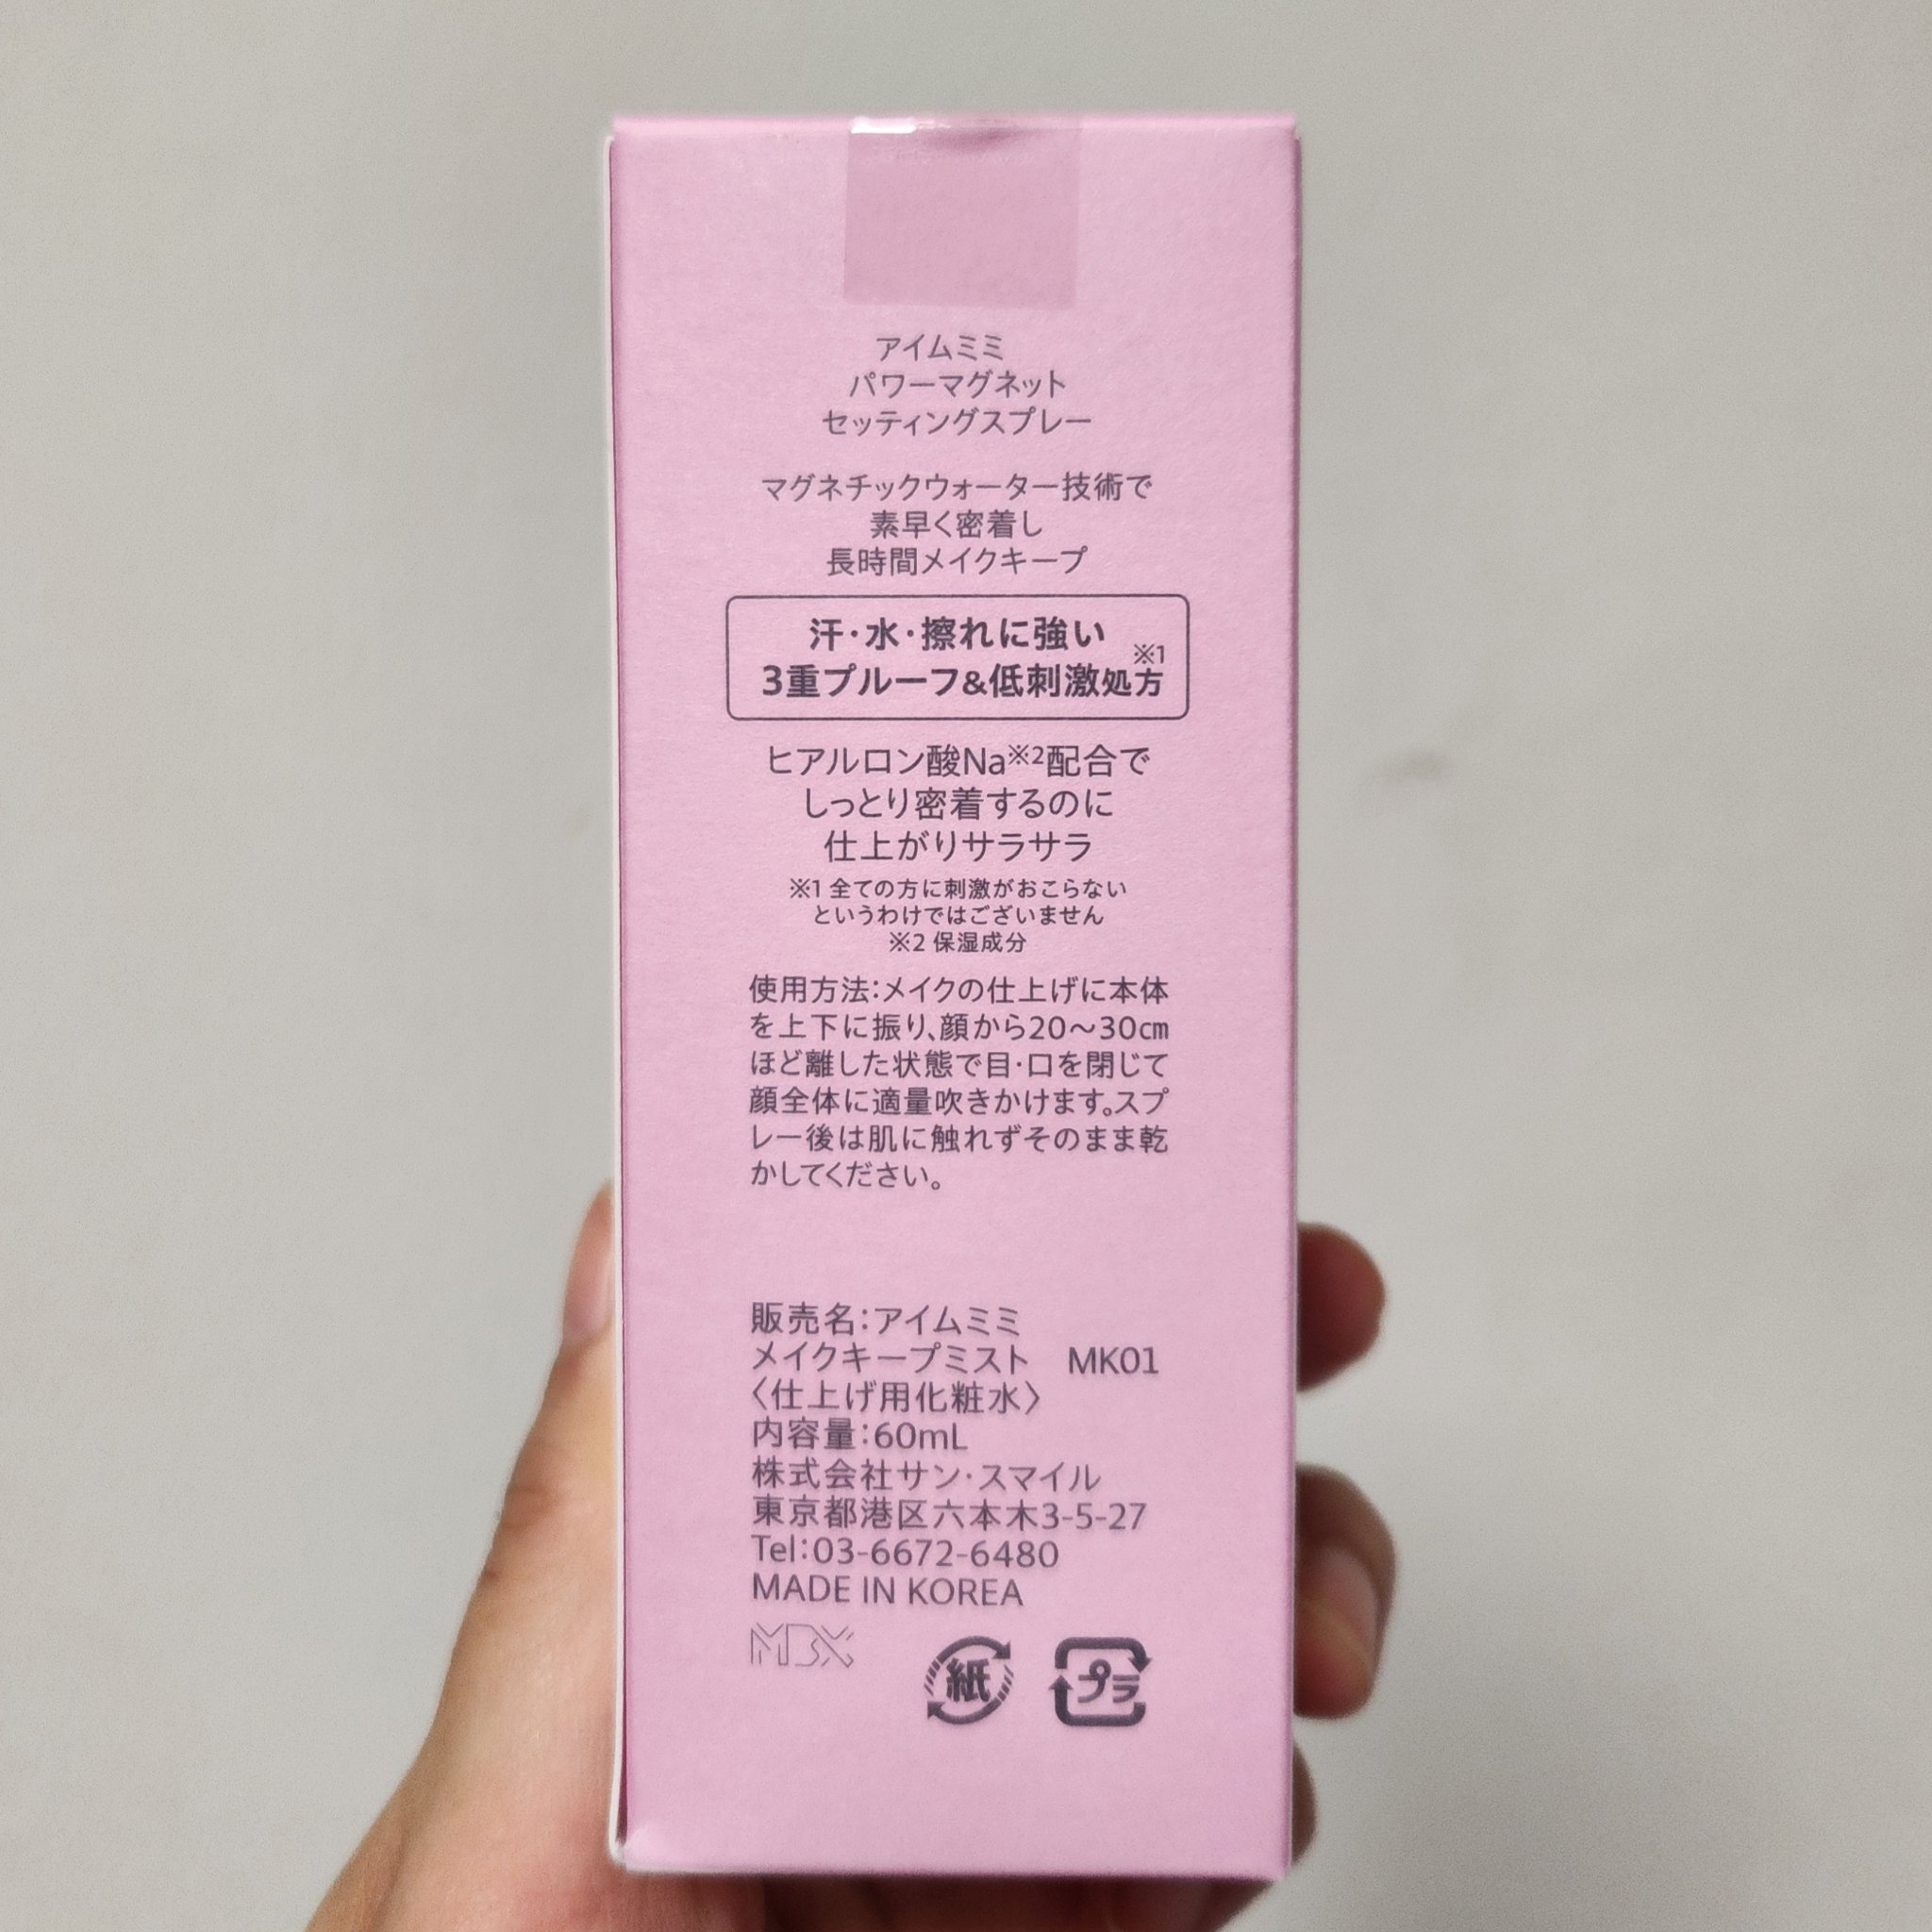 アイムミミ
パワーマグネット
セッティングスプレー
マグネチックウォーター技術で
素早く密着し
長時間メイクキープ
汗・水・擦れに強い
3重プルーフ&低刺激処方※1
ヒアルロン酸Na※2配合で
しっとり密着するのに
仕上がりサラサラ
※1 全ての方に刺激がおこらない
というわけではございません
※2 保湿成分
使用方法:メイクの仕上げに本体
を上下に振り、顔から20～30㎝
ほど離した状態で目・口を閉じて
顔全体に適量吹きかけます。スプ
レー後は肌に触れずそのまま乾
かしてください。
販売名:アイムミミ
メイクキープミスト　MK01
〈仕上げ用化粧水〉
内容量:60mL
株式会社サン・スマイル
東京都港区六本木3-5-27
Tel:03-6672-6480
MADE IN KOREA
MBX
紙
プラ